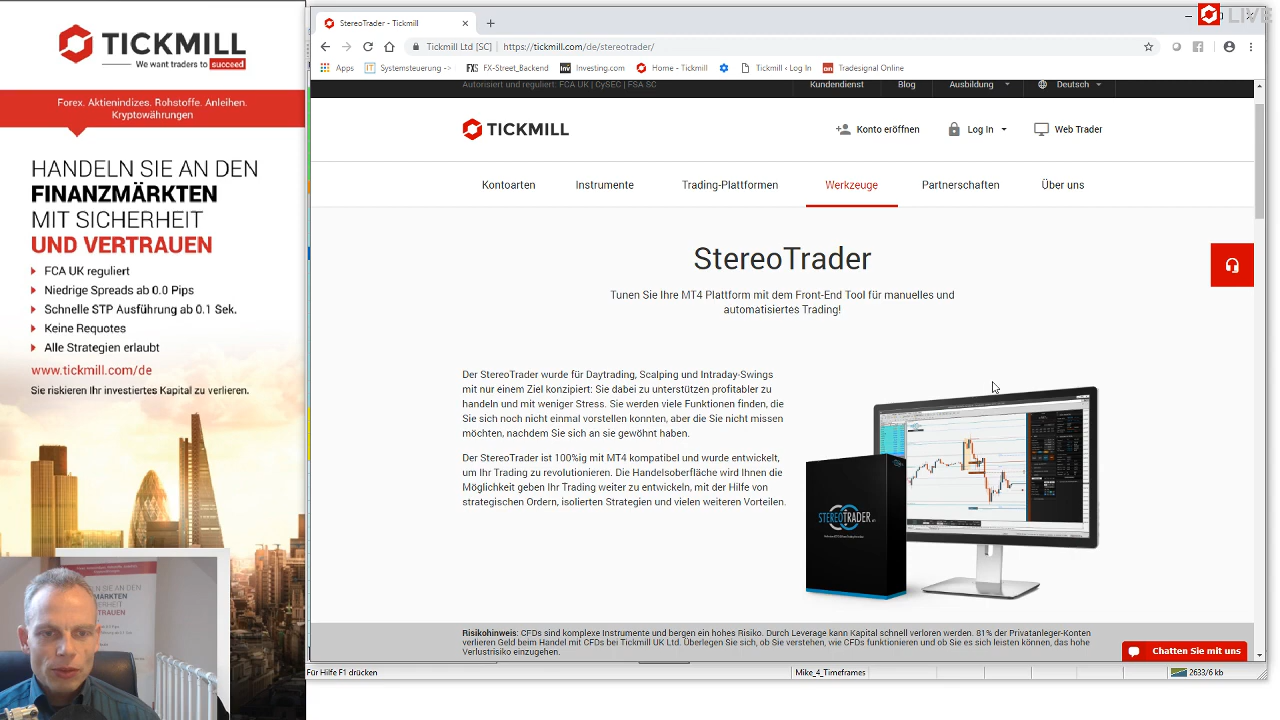 TICKMILL
We want traders to succeed
Forex. Aktienindizes. Rohstoffe. Anleihen.
Kryptowährungen
HANDELN SIE AN DEN
FINANZMÄRKTEN
MIT SICHERHEIT
UND VERTRAUEN
FCA UK reguliert
Niedrige Spreads ab 0.0 Pips
Schnelle STP Ausführung ab 0.1 Sek.
Keine Requotes
Alle Strategien erlaubt
www.tickmill.com/de
Sie riskieren Ihr investiertes Kapital zu verlieren.
StereoTrader - Tickmill
LIVE
Tickmill Ltd [SC] https://tickmill.com/de/stereotrader/
Apps IT Systemsteuerung -> FXS FX-Street_Backend Inv Investing.com Home - Tickmill Tickmill ‹ Log In on Tradesignal Online
Autorisiert und reguliert: FCA UK | CySEC | FSA SC Kundendienst Blog Ausbildung Deutsch
TICKMILL Konto eröffnen Log In Web Trader
Kontoarten Instrumente Trading-Plattformen Werkzeuge Partnerschaften Über uns
StereoTrader
Tunen Sie Ihre MT4 Plattform mit dem Front-End Tool für manuelles und
automatisiertes Trading!
Der StereoTrader wurde für Daytrading, Scalping und Intraday-Swings
mit nur einem Ziel konzipiert: Sie dabei zu unterstützen profitabler zu
handeln und mit weniger Stress. Sie werden viele Funktionen finden, die
Sie sich noch nicht einmal vorstellen konnten, aber die Sie nicht missen
möchten, nachdem Sie sich an sie gewöhnt haben.
Der StereoTrader ist 100%ig mit MT4 kompatibel und wurde entwickelt,
um Ihr Trading zu revolutionieren. Die Handelsoberfläche wird Ihnen die
Möglichkeit geben Ihr Trading weiter zu entwickeln, mit der Hilfe von
strategischen Ordern, isolierten Strategien und vielen weiteren Vorteilen.
STEREOTRADER
Risikohinweis: CFDs sind komplexe Instrumente und bergen ein hohes Risiko. Durch Leverage kann Kapital schnell verloren werden. 81% der Privatanleger-Konten
verlieren Geld beim Handel mit CFDs bei Tickmill UK Ltd. Überlegen Sie sich, ob Sie verstehen, wie CFDs funktionieren und ob Sie es sich leisten können, das hohe
Verlustrisiko einzugehen.
Chatten Sie mit uns
Für Hilfe F1 drücken Mike_4_Timeframes 2633/6 kb